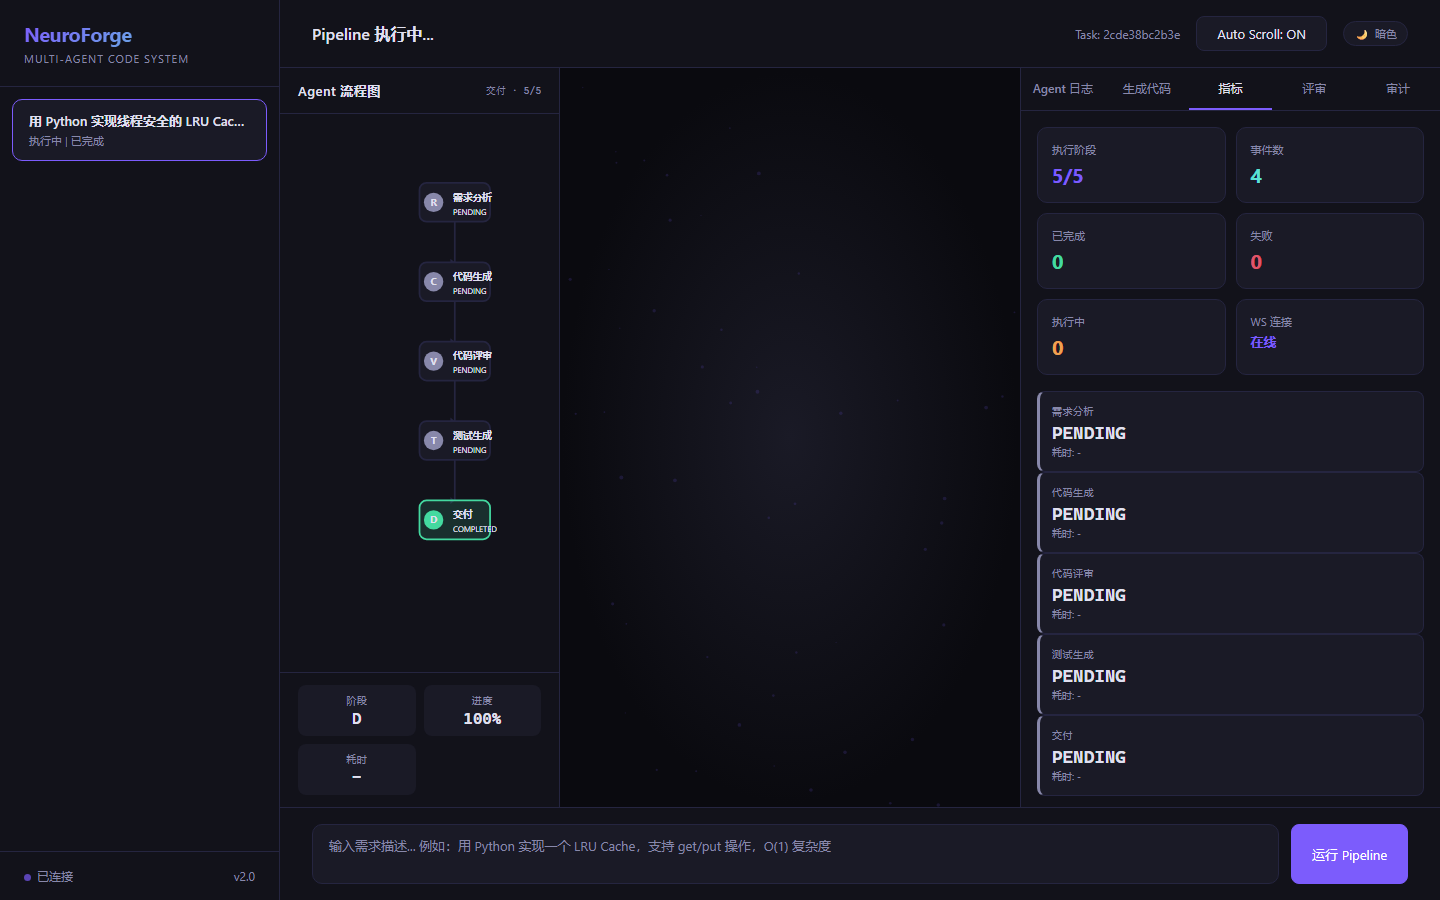 NeuroForge
MULTI-AGENT CODE SYSTEM
用 Python 实现线程安全的 LRU Cac...
执行中 | 已完成
已连接
v2.0
Pipeline 执行中...
Task: 2cde38bc2b3e
Auto Scroll: ON
🌙 暗色
Agent 流程图
交付 · 5/5
R
需求分析
PENDING
C
代码生成
PENDING
V
代码评审
PENDING
T
测试生成
PENDING
D
交付
COMPLETED
阶段
D
进度
100%
耗时
–
Agent 日志
生成代码
指标
评审
审计
执行阶段
5/5
事件数
4
已完成
0
失败
0
执行中
0
WS 连接
在线
需求分析
PENDING
耗时: -
代码生成
PENDING
耗时: -
代码评审
PENDING
耗时: -
测试生成
PENDING
耗时: -
交付
PENDING
耗时: -
输入需求描述... 例如：用 Python 实现一个 LRU Cache，支持 get/put 操作，O(1) 复杂度
运行 Pipeline